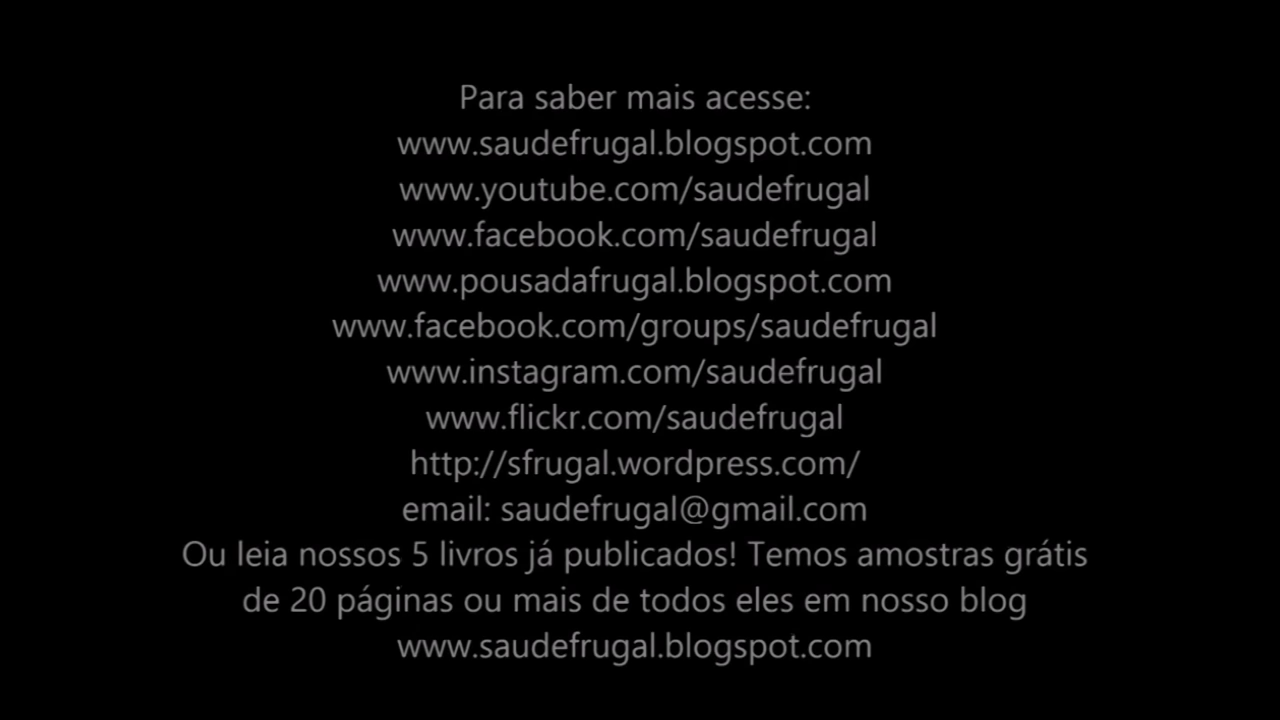 Para saber mais acesse:
www.saudefrugal.blogspot.com
www.youtube.com/saudefrugal
www.facebook.com/saudefrugal
www.pousadafrugal.blogspot.com
www.facebook.com/groups/saudefrugal
www.instagram.com/saudefrugal
www.flickr.com/saudefrugal
http://sfrugal.wordpress.com/
email: saudefrugal@gmail.com
Ou leia nossos 5 livros já publicados! Temos amostras grátis
de 20 páginas ou mais de todos eles em nosso blog
www.saudefrugal.blogspot.com